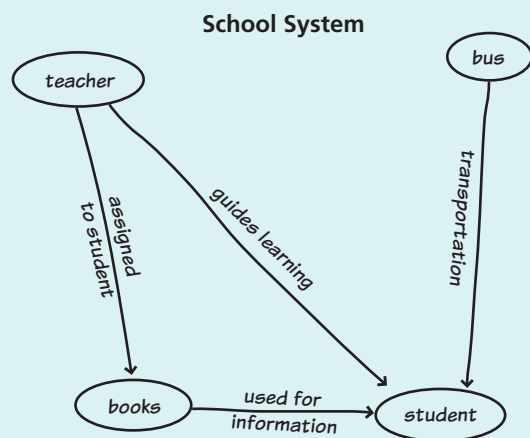 School System
teacher
bus
assigned
to student
guides learning
transportation
books
used for
information
student